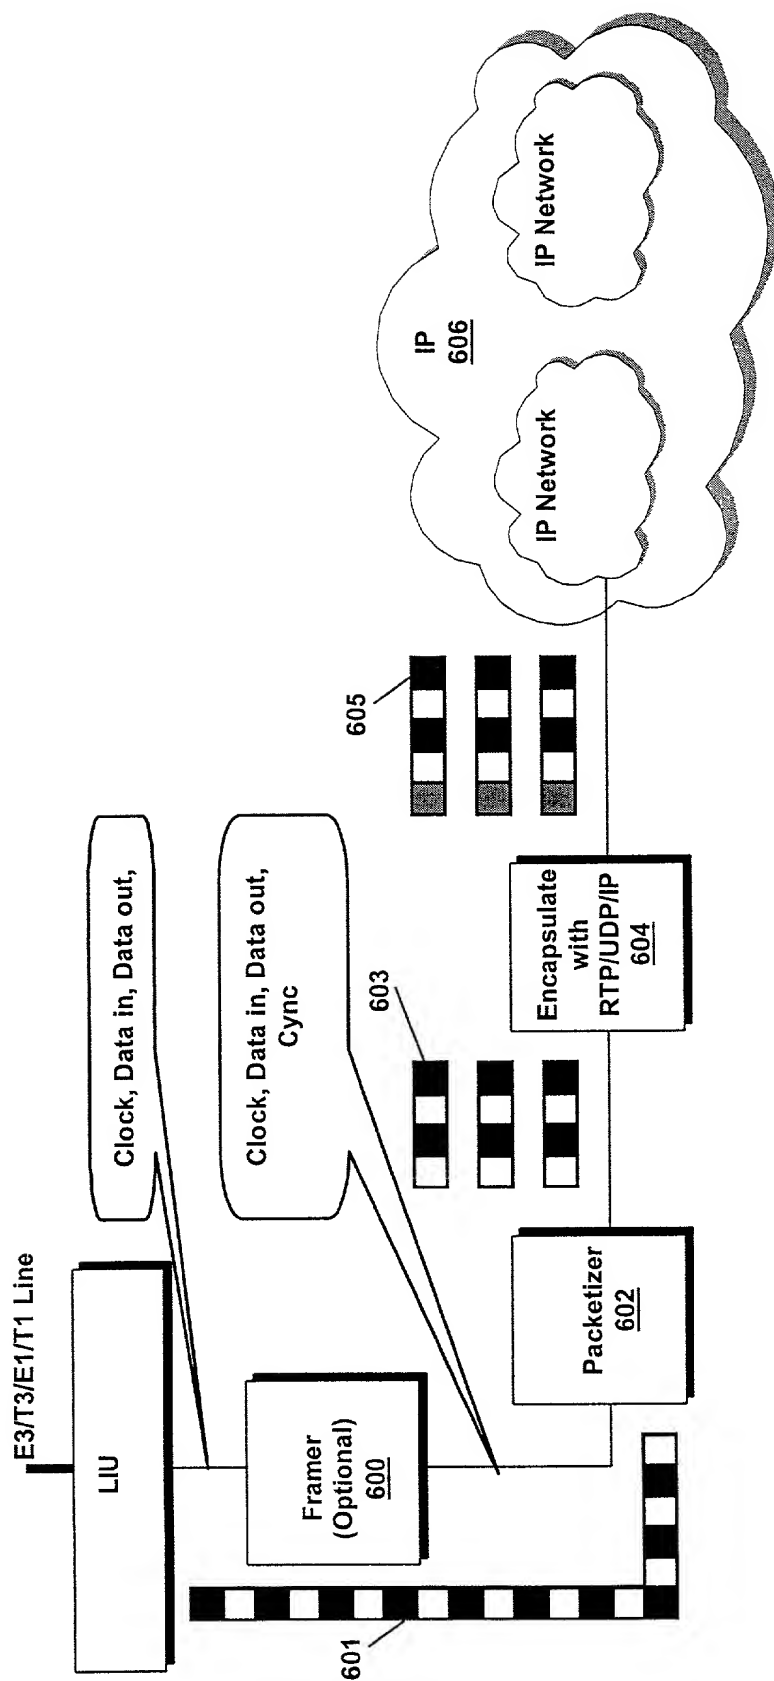 E3/T3/E1/T1 Line
LIU
Clock, Data in, Data out,
Framer
(Optional)
600
Clock, Data in, Data out,
Cync
601
Packetizer
602
603
Encapsulate
with
RTP/UDP/IP
604
605
IP
606
IP Network
IP Network